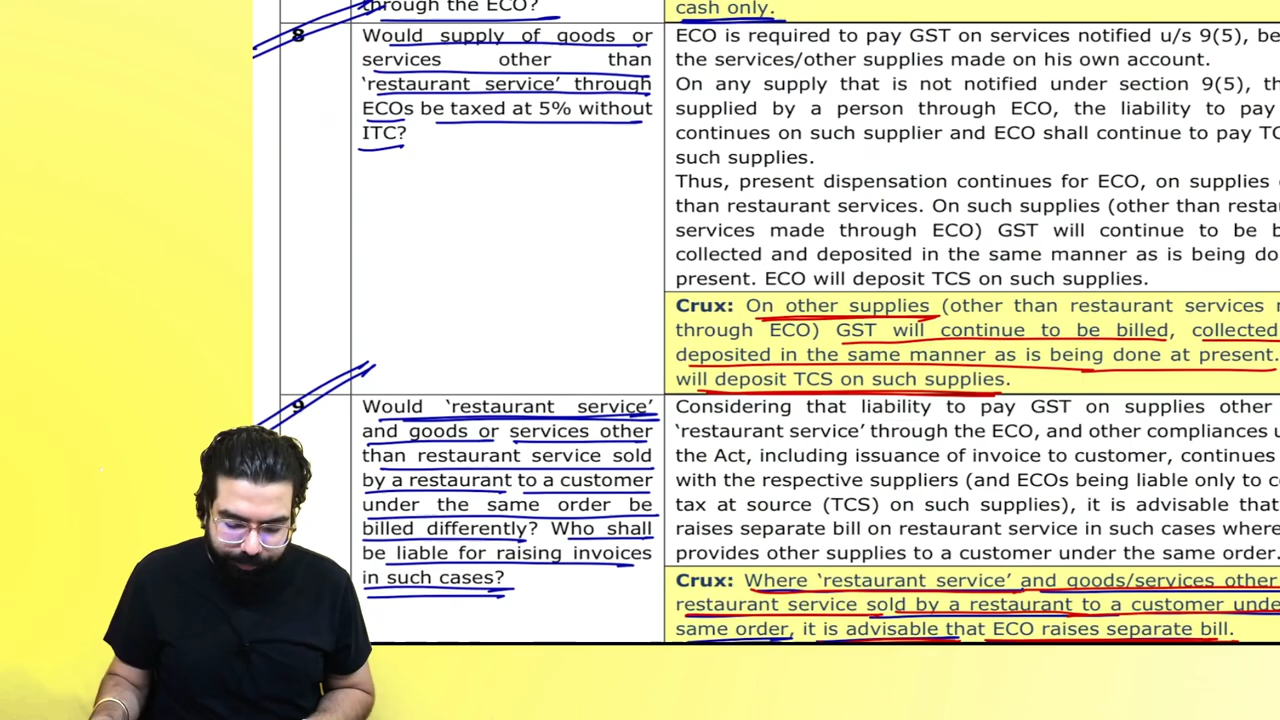 through the ECO?
cash only.
8
Would supply of goods or
services other than
‘restaurant service’ through
ECOs be taxed at 5% without
ITC?
ECO is required to pay GST on services notified u/s 9(5), be
the services/other supplies made on his own account.
On any supply that is not notified under section 9(5), th
supplied by a person through ECO, the liability to pay
continues on such supplier and ECO shall continue to pay TC
such supplies.
Thus, present dispensation continues for ECO, on supplies
than restaurant services. On such supplies (other than restau
services made through ECO) GST will continue to be b
collected and deposited in the same manner as is being do
present. ECO will deposit TCS on such supplies.
Crux: On other supplies (other than restaurant services
through ECO) GST will continue to be billed, collected
deposited in the same manner as is being done at present.
will deposit TCS on such supplies.
9
Would ‘restaurant service’
and goods or services other
than restaurant service sold
by a restaurant to a customer
under the same order be
billed differently? Who shall
be liable for raising invoices
in such cases?
Considering that liability to pay GST on supplies other
‘restaurant service’ through the ECO, and other compliances u
the Act, including issuance of invoice to customer, continues
with the respective suppliers (and ECOs being liable only to co
tax at source (TCS) on such supplies), it is advisable that
raises separate bill on restaurant service in such cases where
provides other supplies to a customer under the same order.
Crux: Where ‘restaurant service’ and goods/services other
restaurant service sold by a restaurant to a customer unde
same order, it is advisable that ECO raises separate bill.